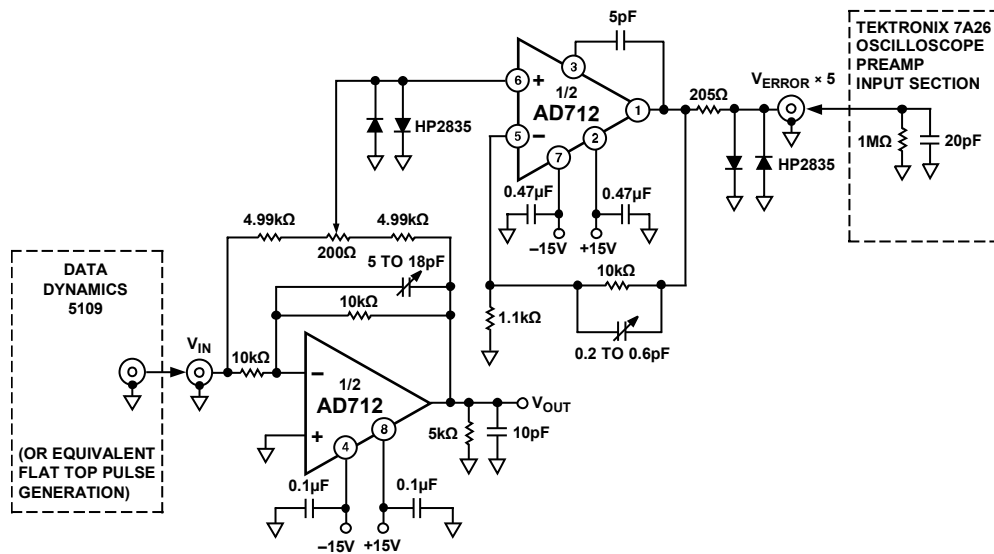 5pF
TEKTRONIX 7A26
OSCILLOSCOPE
PREAMP
INPUT SECTION
3
6
+
1/2
AD712
1
5
−
2
7
205Ω
VERROR × 5
HP2835
HP2835
1MΩ
20pF
0.47µF
0.47µF
−15V
+15V
4.99kΩ
4.99kΩ
200Ω
5 TO 18pF
10kΩ
10kΩ
1.1kΩ
0.2 TO 0.6pF
DATA
DYNAMICS
5109
VIN
10kΩ
−
1/2
AD712
+
4
8
VOUT
5kΩ
10pF
(OR EQUIVALENT
FLAT TOP PULSE
GENERATION)
0.1µF
0.1µF
−15V
+15V